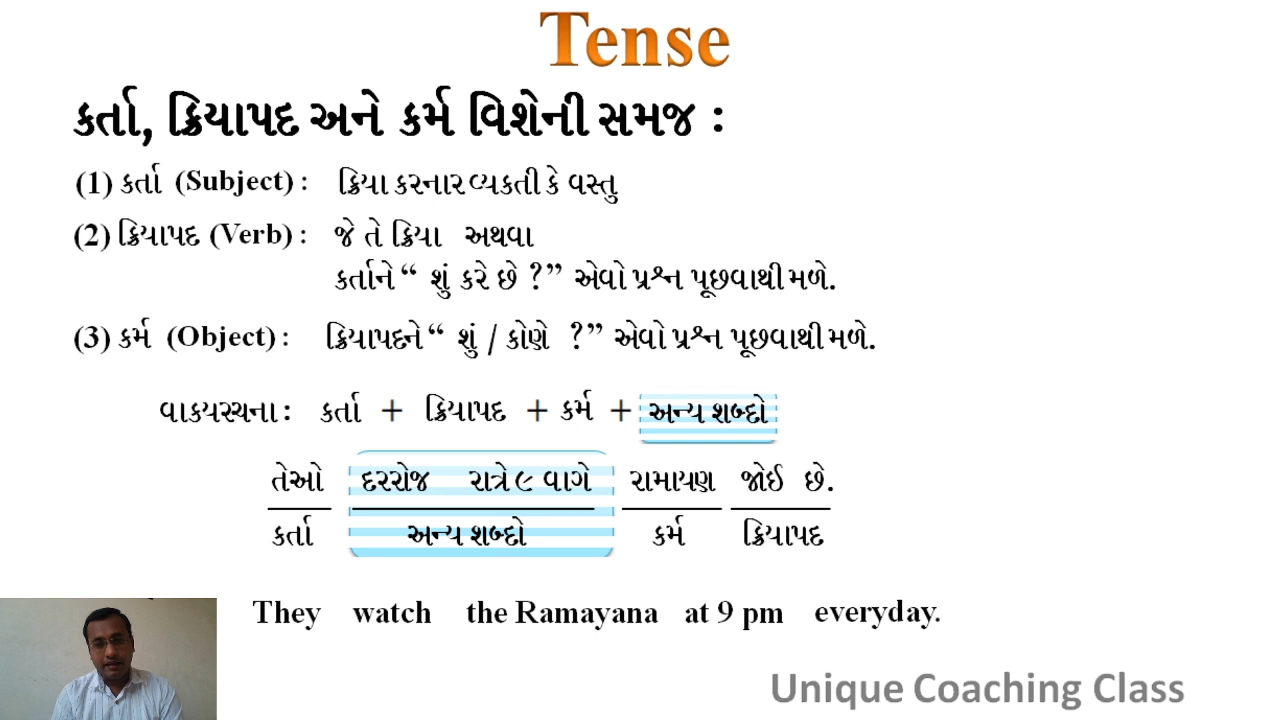 Tense
કર્તા, ક્રિયાપદ અને કર્મ વિશેની સમજ :
(1) કર્તા (Subject) : ક્રિયા કરનાર વ્યકતી કે વસ્તુ
(2) ક્રિયાપદ (Verb) : જે તે ક્રિયા અથવા
કર્તાને “ શું કરે છે ?” એવો પ્રશ્ન પૂછવાથી મળે.
(3) કર્મ (Object) : ક્રિયાપદને “ શું / કોણે ?” એવો પ્રશ્ન પૂછવાથી મળે.
વાકયરચના : કર્તા + ક્રિયાપદ + કર્મ + અન્ય શબ્દો
તેઓ દરરોજ રાત્રે ૯ વાગે રામાયણ જોઈ છે.
કર્તા અન્ય શબ્દો કર્મ ક્રિયાપદ
They watch the Ramayana at 9 pm everyday.
Unique Coaching Class